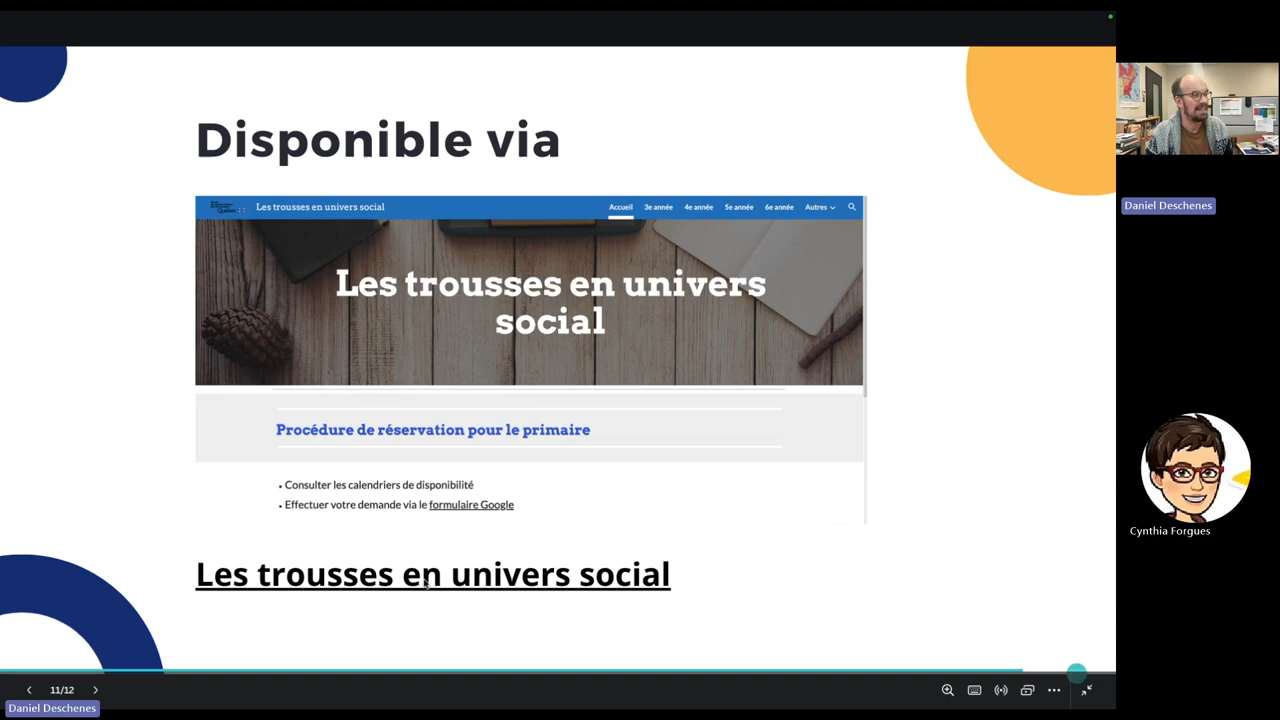 Disponible via
Québec
Les trousses en univers social
Accueil
3e année
4e année
5e année
6e année
Autres
Les trousses en univers
social
Procédure de réservation pour le primaire
• Consulter les calendriers de disponibilité
• Effectuer votre demande via le formulaire Google
Les trousses en univers social
11/12
Daniel Deschenes
Daniel Deschenes
Cynthia Forgues